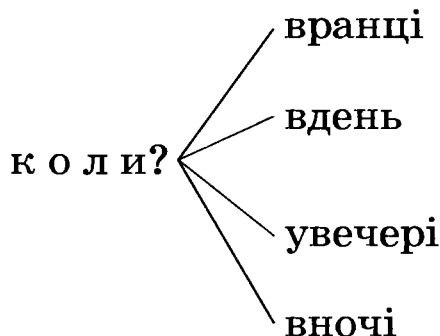 вранці
вдень
к о л и?
увечері
вночі